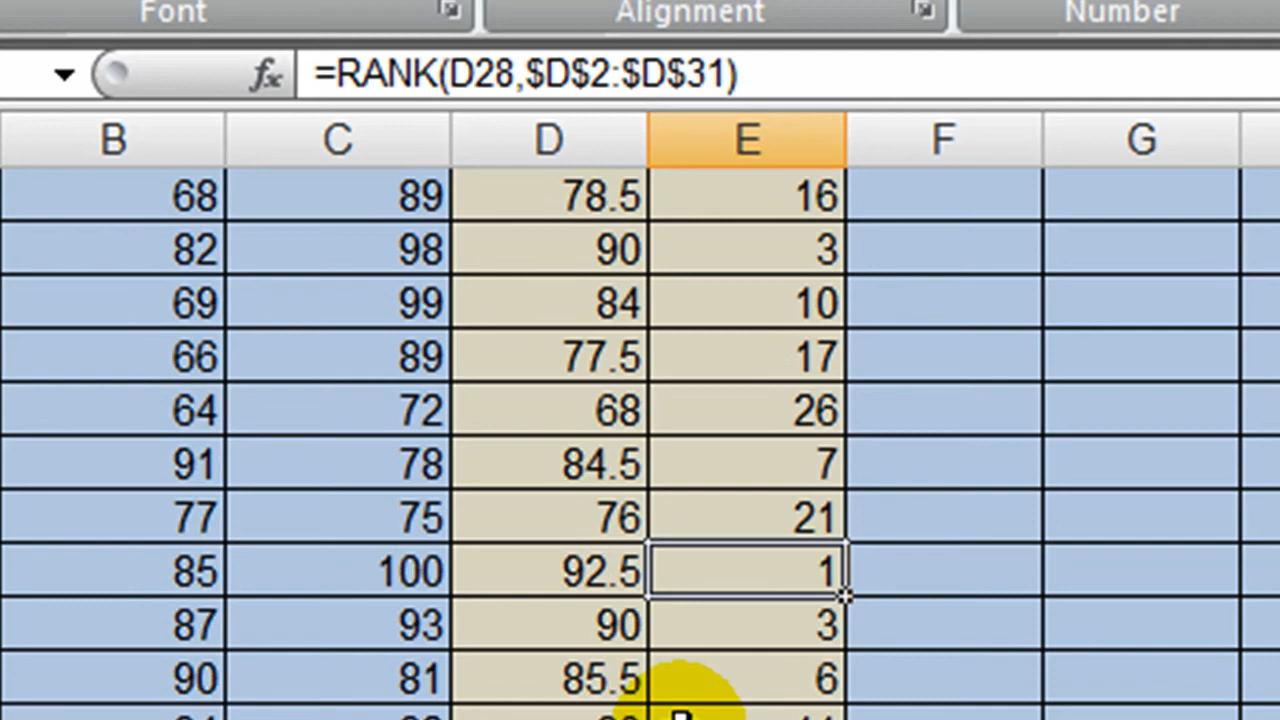 Font Alignment Number
fx =RANK(D28,$D$2:$D$31)
B C D E F G
68 89 78.5 16
82 98 90 3
69 99 84 10
66 89 77.5 17
64 72 68 26
91 78 84.5 7
77 75 76 21
85 100 92.5 1
87 93 90 3
90 81 85.5 6